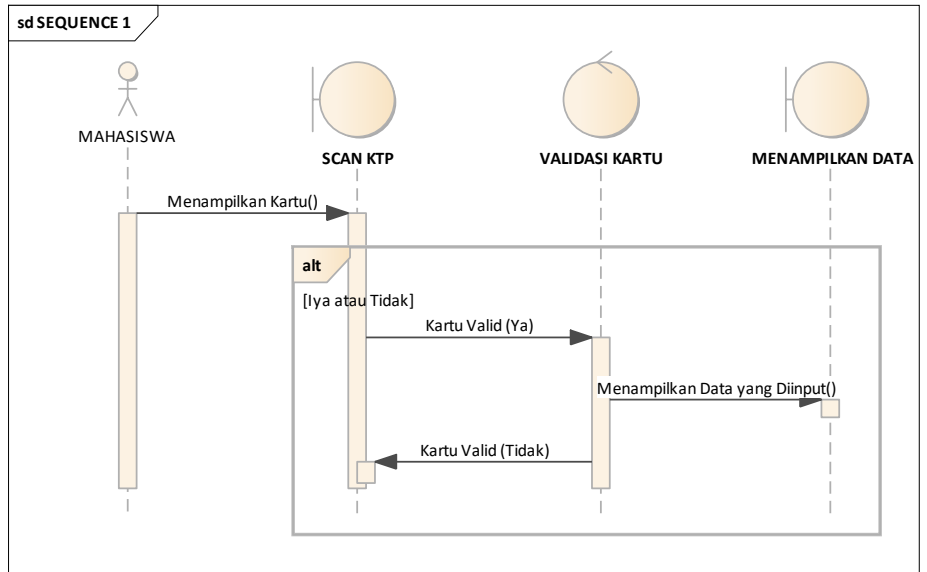 sd SEQUENCE 1
MAHASISWA
SCAN KTP
VALIDASI KARTU
MENAMPILKAN DATA
Menampilkan Kartu()
alt
[Iya atau Tidak]
Kartu Valid (Ya)
Menampilkan Data yang Diinput()
Kartu Valid (Tidak)